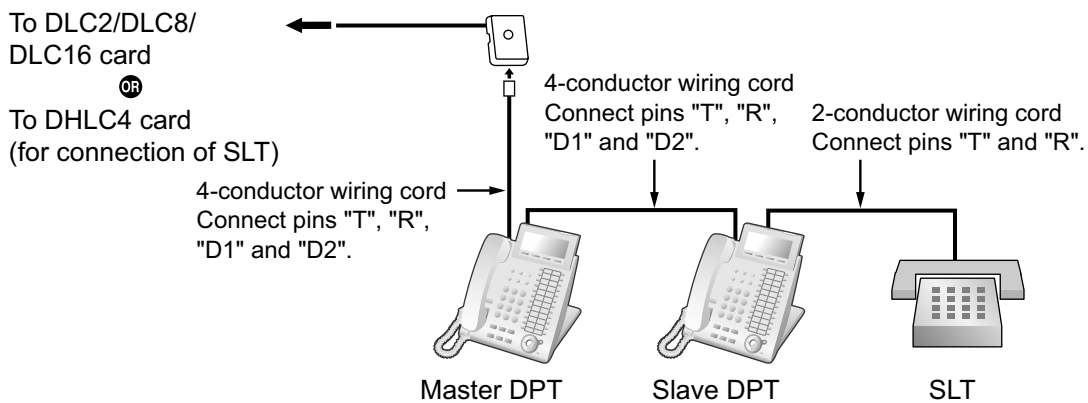 To DLC2/DLC8/
DLC16 card
OR
To DHLC4 card
(for connection of SLT)
4-conductor wiring cord
Connect pins "T", "R",
"D1" and "D2".
4-conductor wiring cord
Connect pins "T", "R",
"D1" and "D2".
2-conductor wiring cord
Connect pins "T" and "R".
Master DPT
Slave DPT
SLT